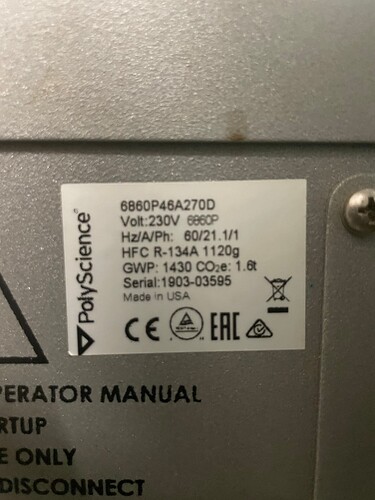 PolyScience
6860P46A270D
Volt:230V 6860P
Hz/A/Ph: 60/21.1/1
HFC R-134A 1120g
GWP: 1430 CO2e: 1.6t
Serial:1903-03595
Made in USA
CE EAC
PERATOR MANUAL
RTUP
E ONLY
DISCONNECT